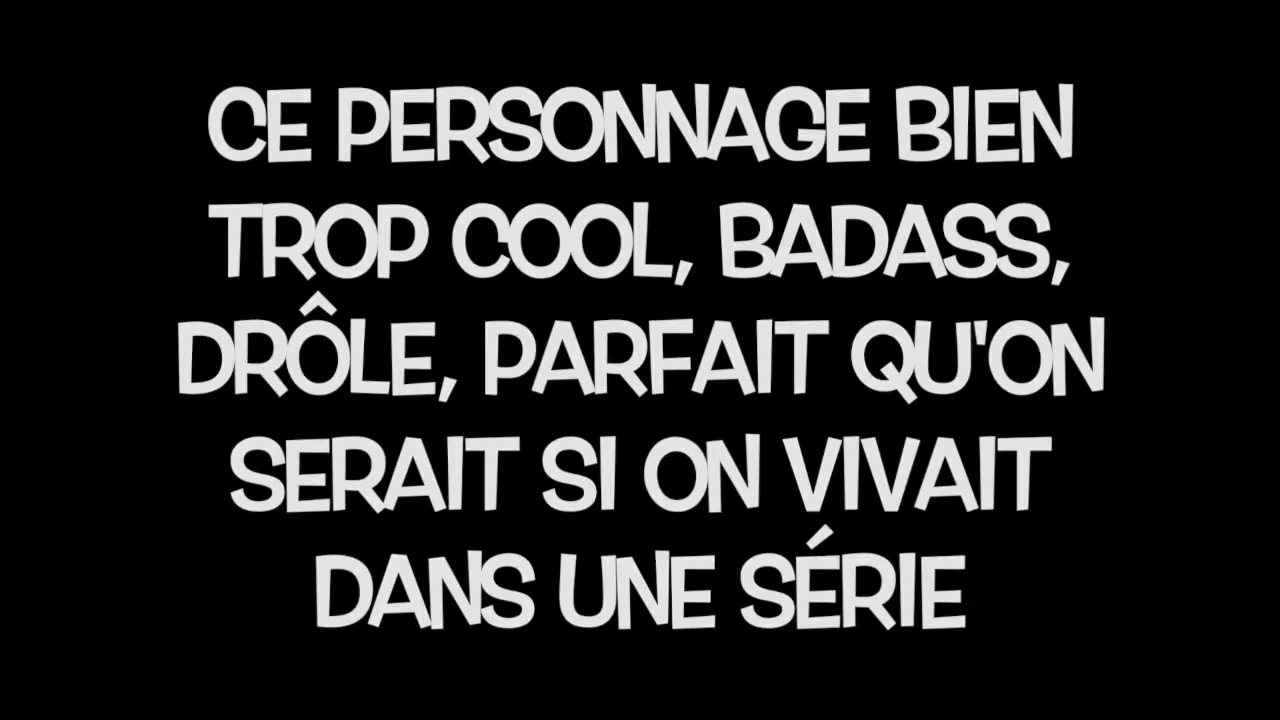 CE PERSONNAGE BIEN
TROP COOL, BADASS,
DRÔLE, PARFAIT QU'ON
SERAIT SI ON VIVAIT
DANS UNE SÉRIE